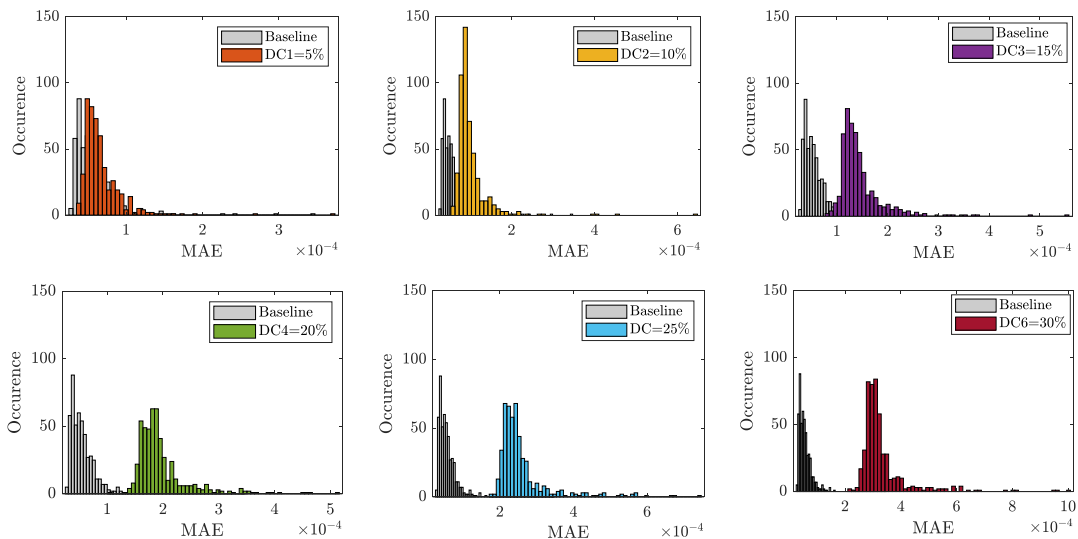 150
100
50
0
Occurence
Baseline
DC1=5%
1
2
3
MAE
×10⁻⁴
150
100
50
0
Occurence
Baseline
DC2=10%
2
4
6
MAE
×10⁻⁴
150
100
50
0
Occurence
Baseline
DC3=15%
1
2
3
4
5
MAE
×10⁻⁴
150
100
50
0
Occurence
Baseline
DC4=20%
1
2
3
4
5
MAE
×10⁻⁴
150
100
50
0
Occurence
Baseline
DC=25%
2
4
6
MAE
×10⁻⁴
150
100
50
0
Occurence
Baseline
DC6=30%
2
4
6
8
10
MAE
×10⁻⁴